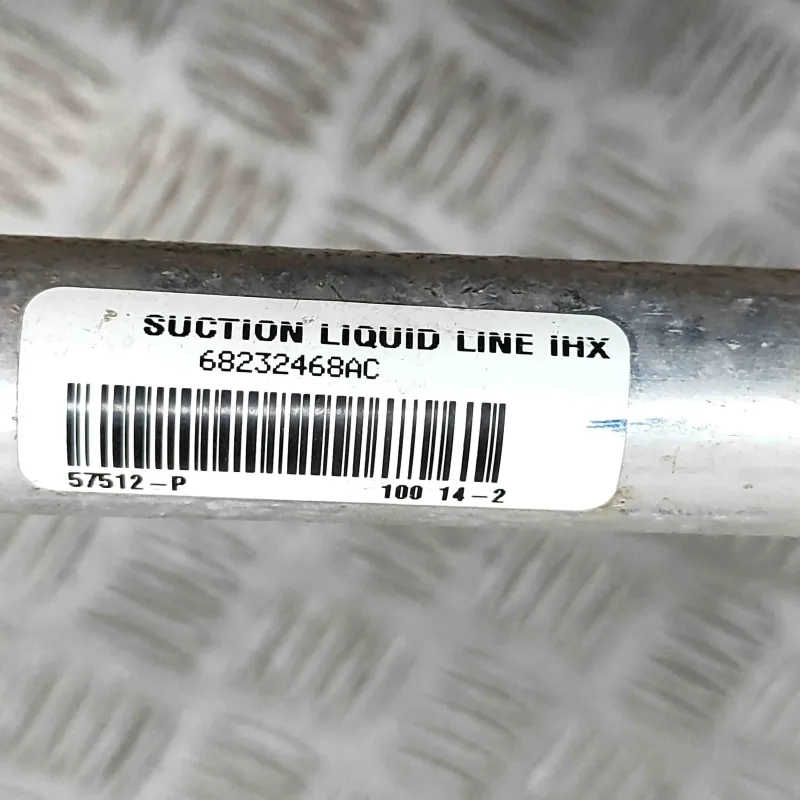 SUCTION LIQUID LINE iHX
68232468AC
57512-P 100 14-2